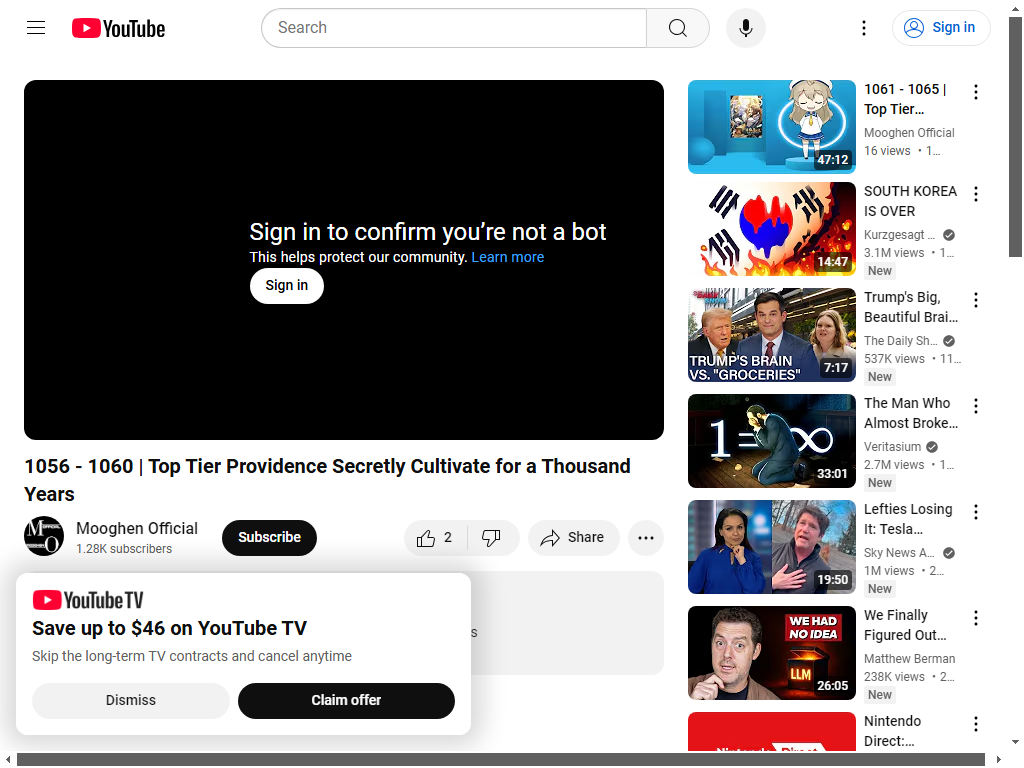 YouTube
Search
Sign in
Sign in to confirm you’re not a bot
This helps protect our community. Learn more
Sign in
1056 - 1060 | Top Tier Providence Secretly Cultivate for a Thousand
Years
Mooghen Official
1.28K subscribers
Subscribe
2
Share
YouTube TV
Save up to $46 on YouTube TV
Skip the long-term TV contracts and cancel anytime
Dismiss
Claim offer
47:12
1061 - 1065 |
Top Tier…
Mooghen Official
16 views • 1…
14:47
SOUTH KOREA
IS OVER
Kurzgesagt …
3.1M views • 1…
New
TRUMP'S BRAIN
VS. "GROCERIES"
7:17
Trump's Big,
Beautiful Brai…
The Daily Sh…
537K views • 11…
New
1=∞
33:01
The Man Who
Almost Broke…
Veritasium
2.7M views • 1…
New
19:50
Lefties Losing
It: Tesla…
Sky News A…
1M views • 2…
New
WE HAD
NO IDEA
LLM
26:05
We Finally
Figured Out…
Matthew Berman
238K views • 2…
New
Nintendo Direct
Nintendo
Direct:…